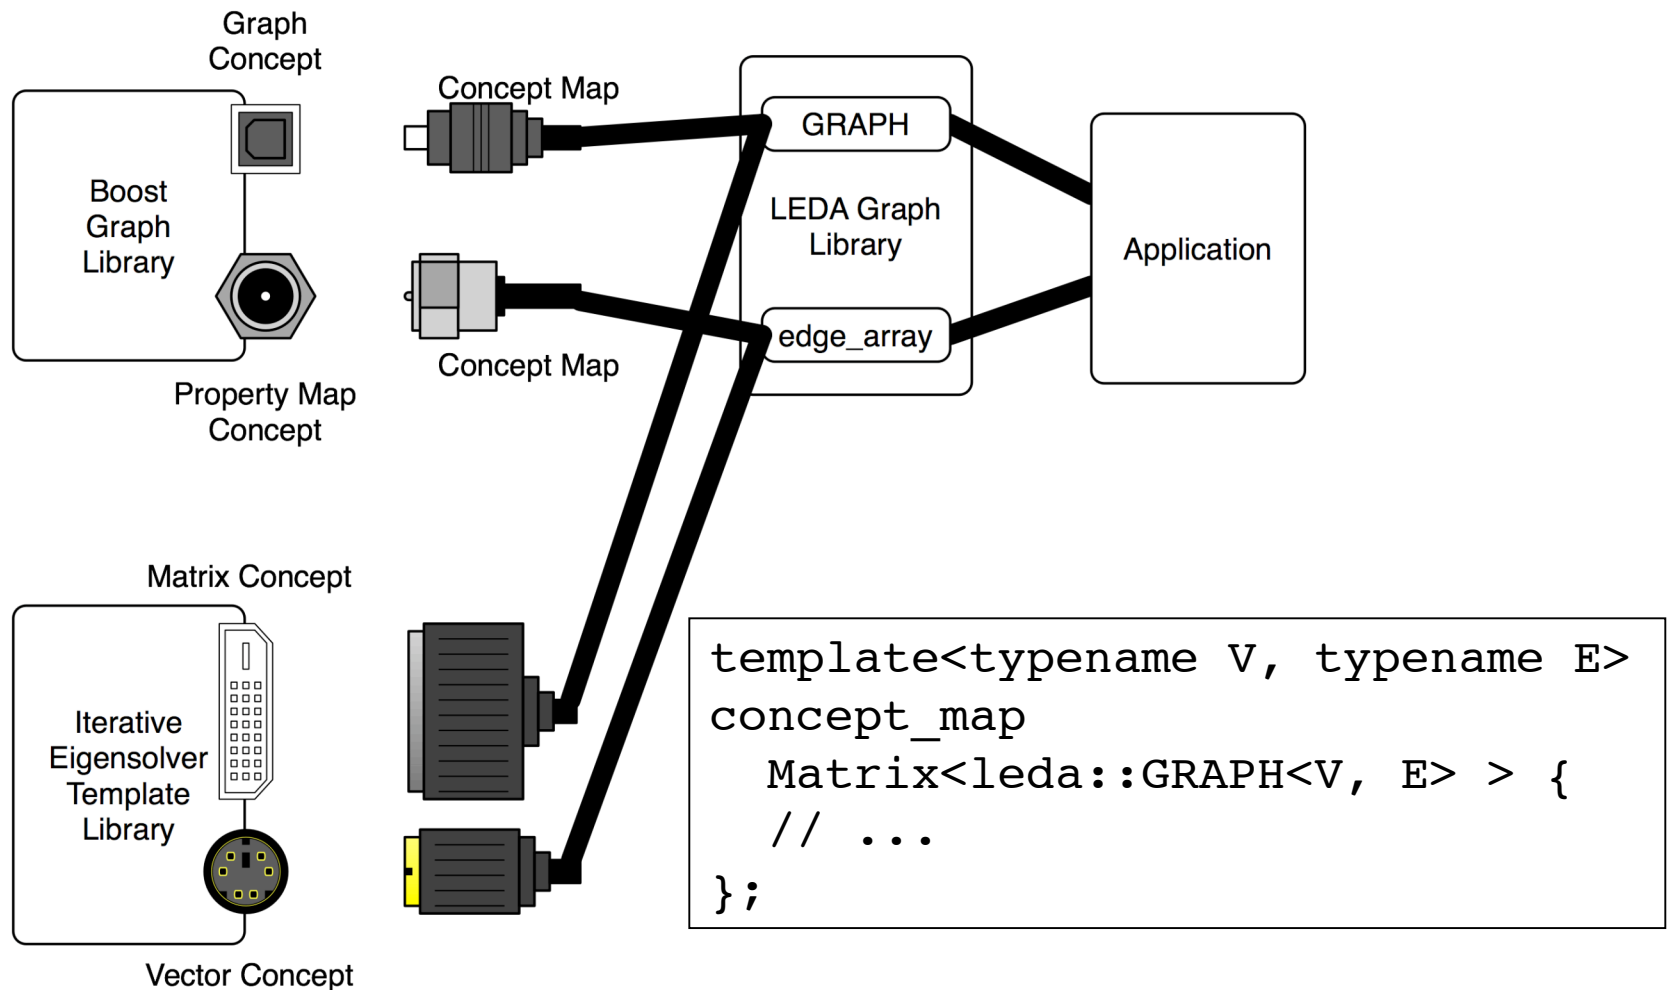 Graph
Concept
Concept Map
GRAPH
Boost
Graph
Library
LEDA Graph
Library
Application
edge_array
Concept Map
Property Map
Concept
Matrix Concept
Iterative
Eigensolver
Template
Library
Vector Concept
template<typename V, typename E>
concept_map
  Matrix<leda::GRAPH<V, E> > {
  // ...
};